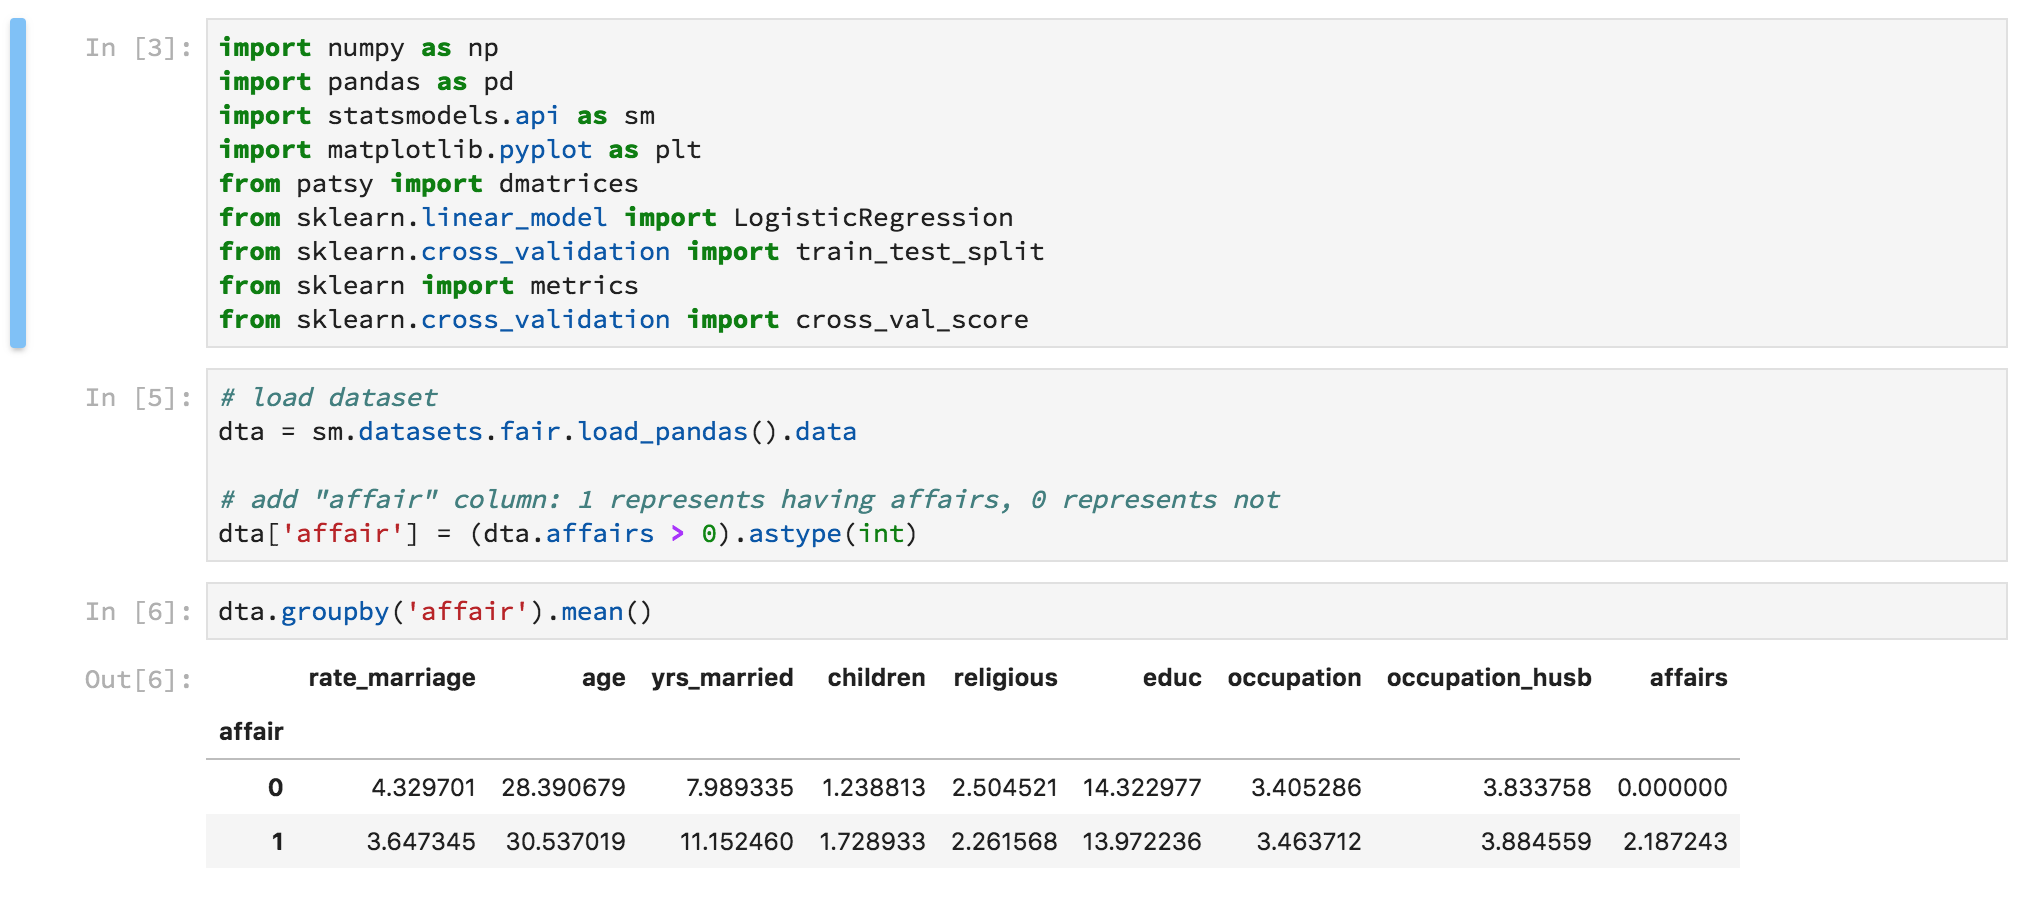 In [3]:
import numpy as np
import pandas as pd
import statsmodels.api as sm
import matplotlib.pyplot as plt
from patsy import dmatrices
from sklearn.linear_model import LogisticRegression
from sklearn.cross_validation import train_test_split
from sklearn import metrics
from sklearn.cross_validation import cross_val_score
In [5]:
# load dataset
dta = sm.datasets.fair.load_pandas().data
# add "affair" column: 1 represents having affairs, 0 represents not
dta['affair'] = (dta.affairs > 0).astype(int)
In [6]:
dta.groupby('affair').mean()
Out[6]:
rate_marriage age yrs_married children religious educ occupation occupation_husb affairs
affair
0 4.329701 28.390679 7.989335 1.238813 2.504521 14.322977 3.405286 3.833758 0.000000
1 3.647345 30.537019 11.152460 1.728933 2.261568 13.972236 3.463712 3.884559 2.187243